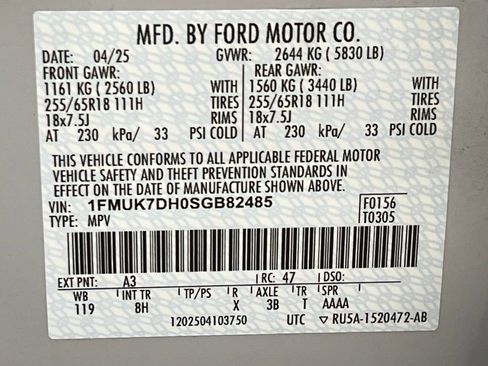 MFD. BY FORD MOTOR CO.
DATE: 04/25 GVWR: 2644 KG ( 5830 LB)
FRONT GAWR: REAR GAWR:
1161 KG ( 2560 LB) WITH 1560 KG ( 3440 LB) WITH
255/65R18 111H TIRES 255/65R18 111H TIRES
18x7.5J RIMS 18x7.5J RIMS
AT 230 kPa/ 33 PSI COLD AT 230 kPa/ 33 PSI COLD
THIS VEHICLE CONFORMS TO ALL APPLICABLE FEDERAL MOTOR
VEHICLE SAFETY AND THEFT PREVENTION STANDARDS IN
EFFECT ON THE DATE OF MANUFACTURE SHOWN ABOVE.
VIN: 1FMUK7DH0SGB82485 F0156
TYPE: MPV T0305
EXT PNT: A3 RC: 47 DSO:
WB INT TR TP/PS R AXLE TR SPR
119 8H X 3B T AAAA
1202504103750 UTC ▽ RU5A-1520472-AB